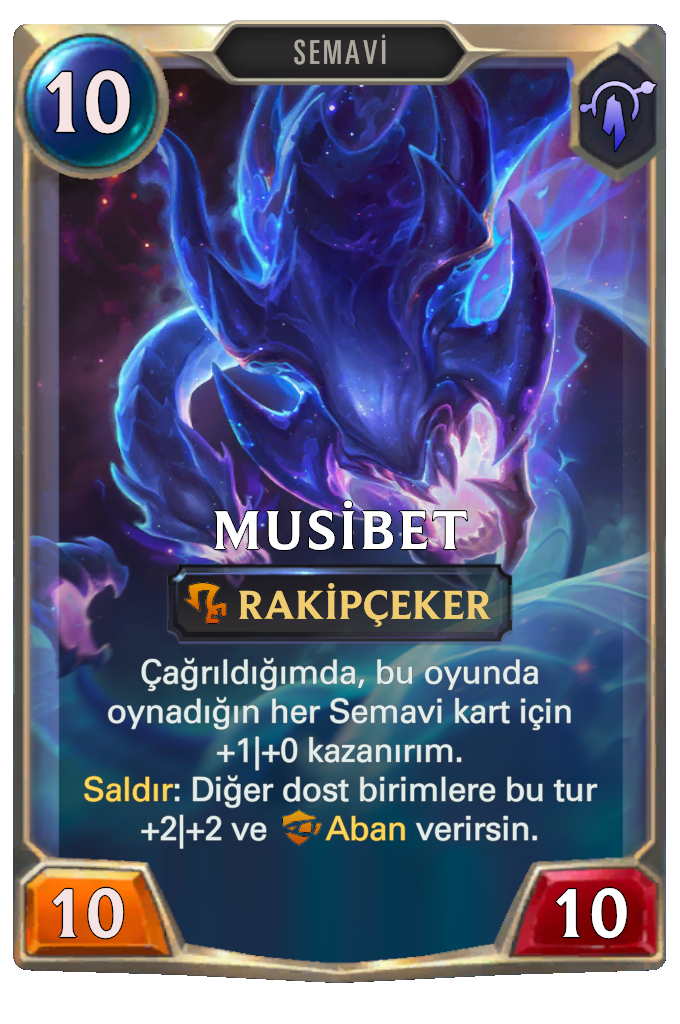 SEMAVİ
10
MUSİBET
RAKİPÇEKER
Çağrıldığımda, bu oyunda
oynadığın her Semavi kart için
+1|+0 kazanırım.
Saldır: Diğer dost birimlere bu tur
+2|+2 ve Aban verirsin.
10
10